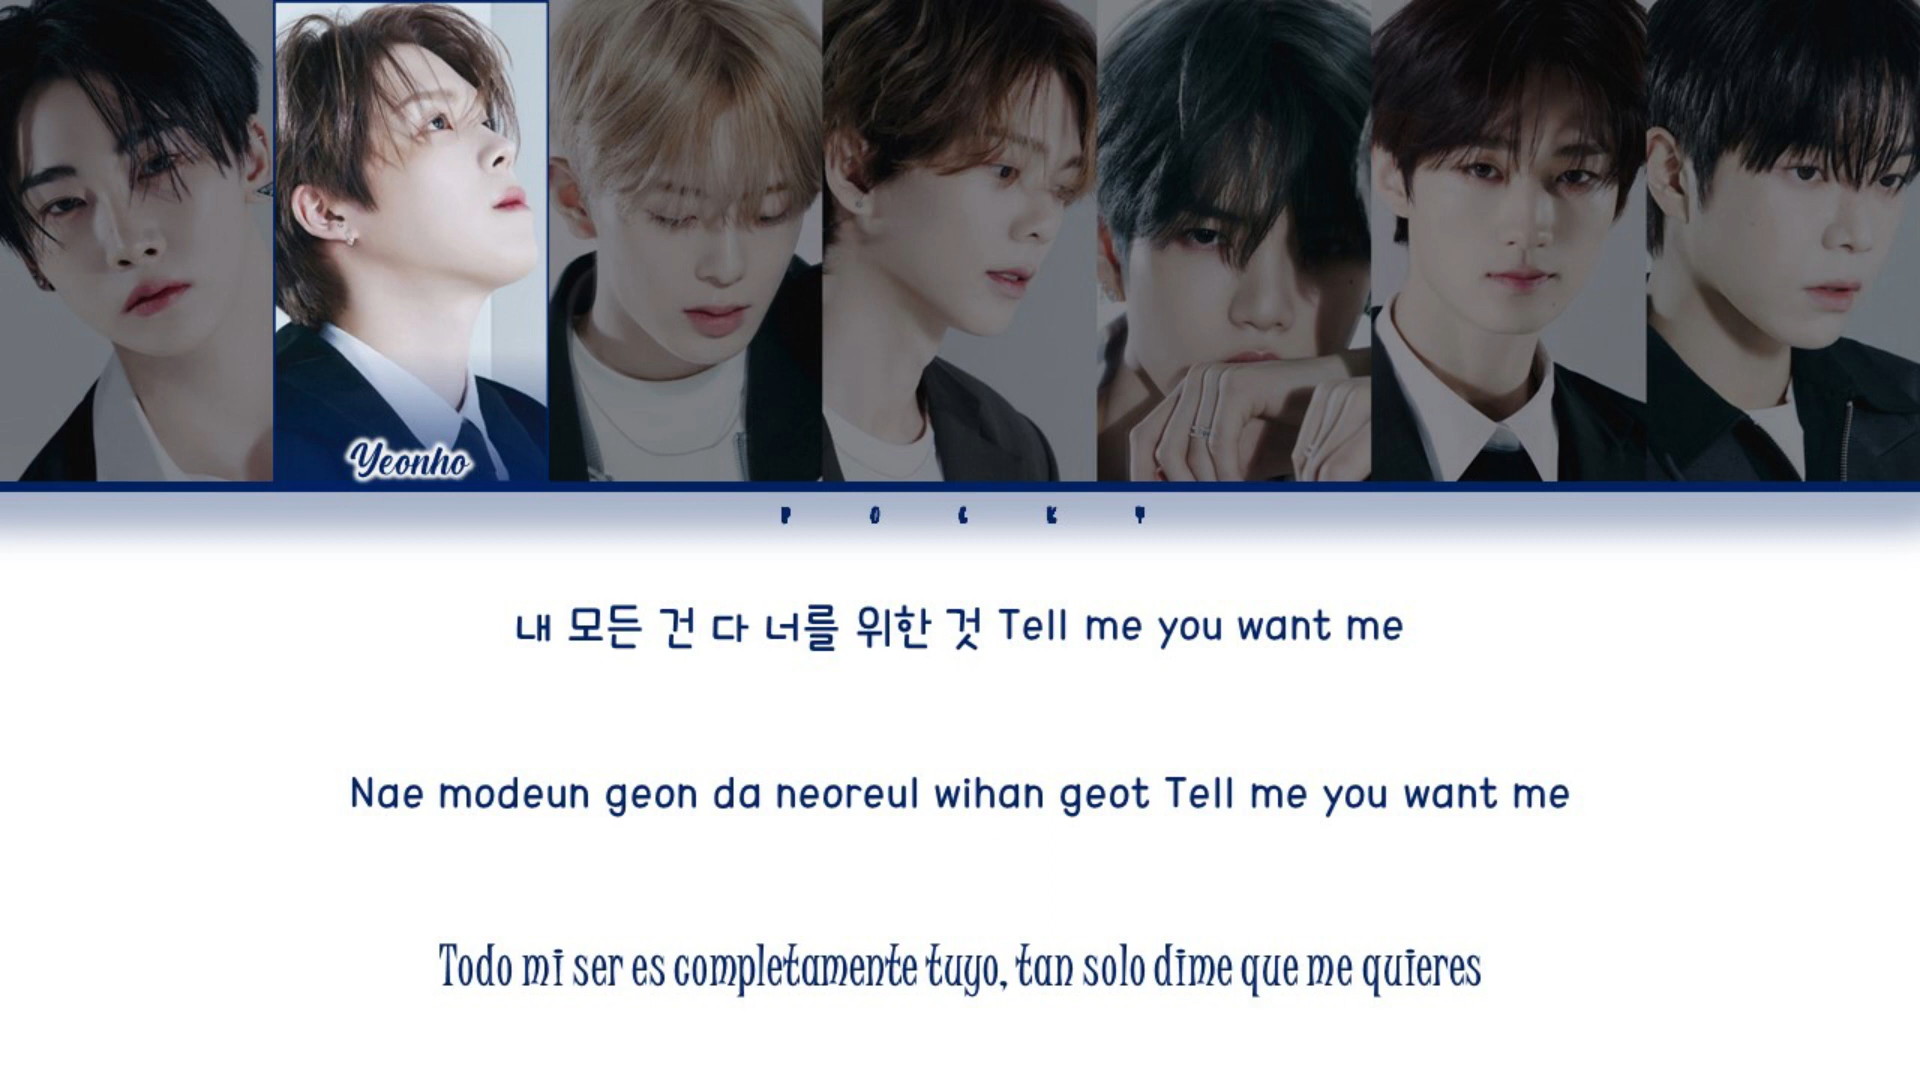 Yeonho
P O C K Y
내 모든 건 다 너를 위한 것 Tell me you want me
Nae modeun geon da neoreul wihan geot Tell me you want me
Todo mi ser es completamente tuyo, tan solo dime que me quieres